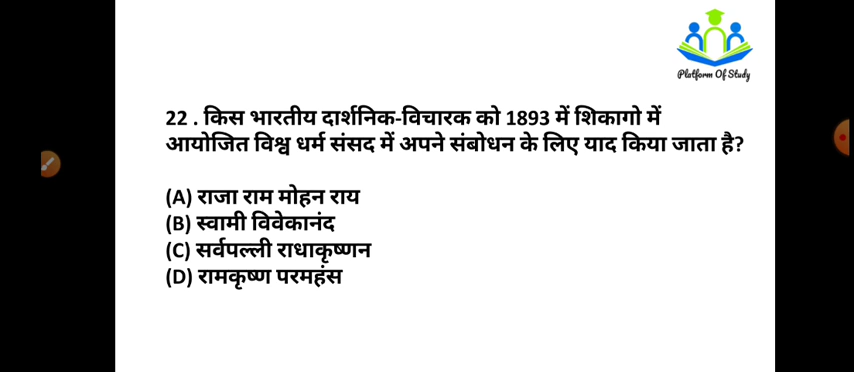 Platform Of Study
22 . किस भारतीय दार्शनिक-विचारक को 1893 में शिकागो में
आयोजित विश्व धर्म संसद में अपने संबोधन के लिए याद किया जाता है?
(A) राजा राम मोहन राय
(B) स्वामी विवेकानंद
(C) सर्वपल्ली राधाकृष्णन
(D) रामकृष्ण परमहंस